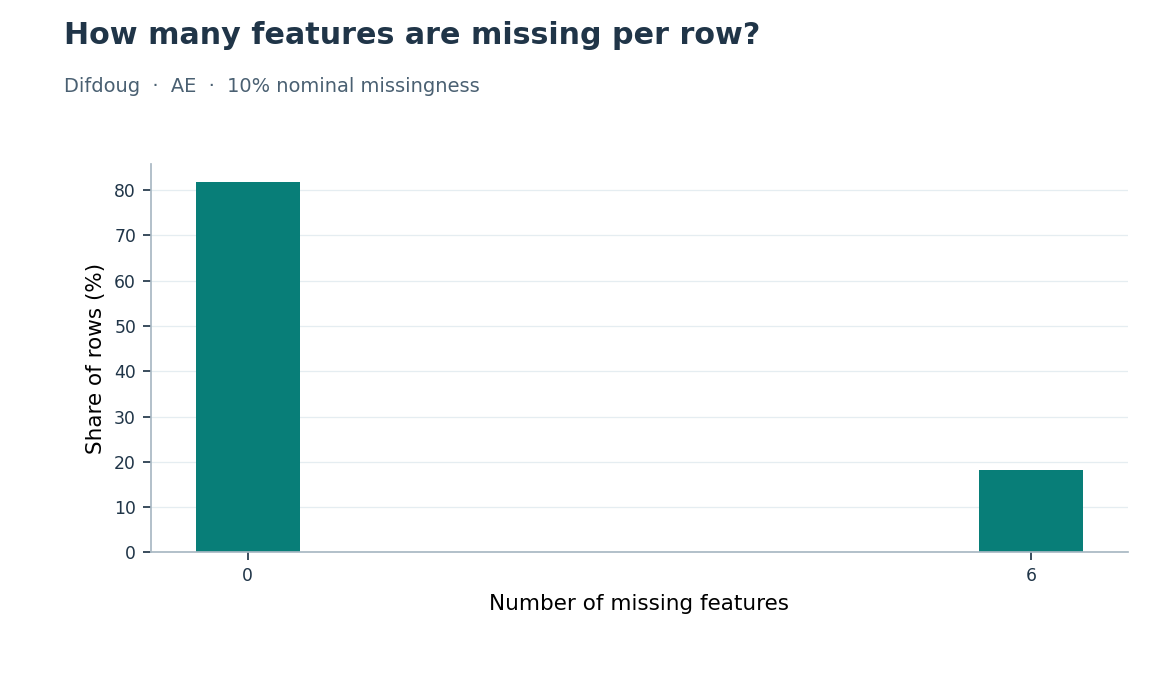 How many features are missing per row?
Difdoug · AE · 10% nominal missingness
80
70
60
50
40
30
20
10
0
Share of rows (%)
0 6
Number of missing features